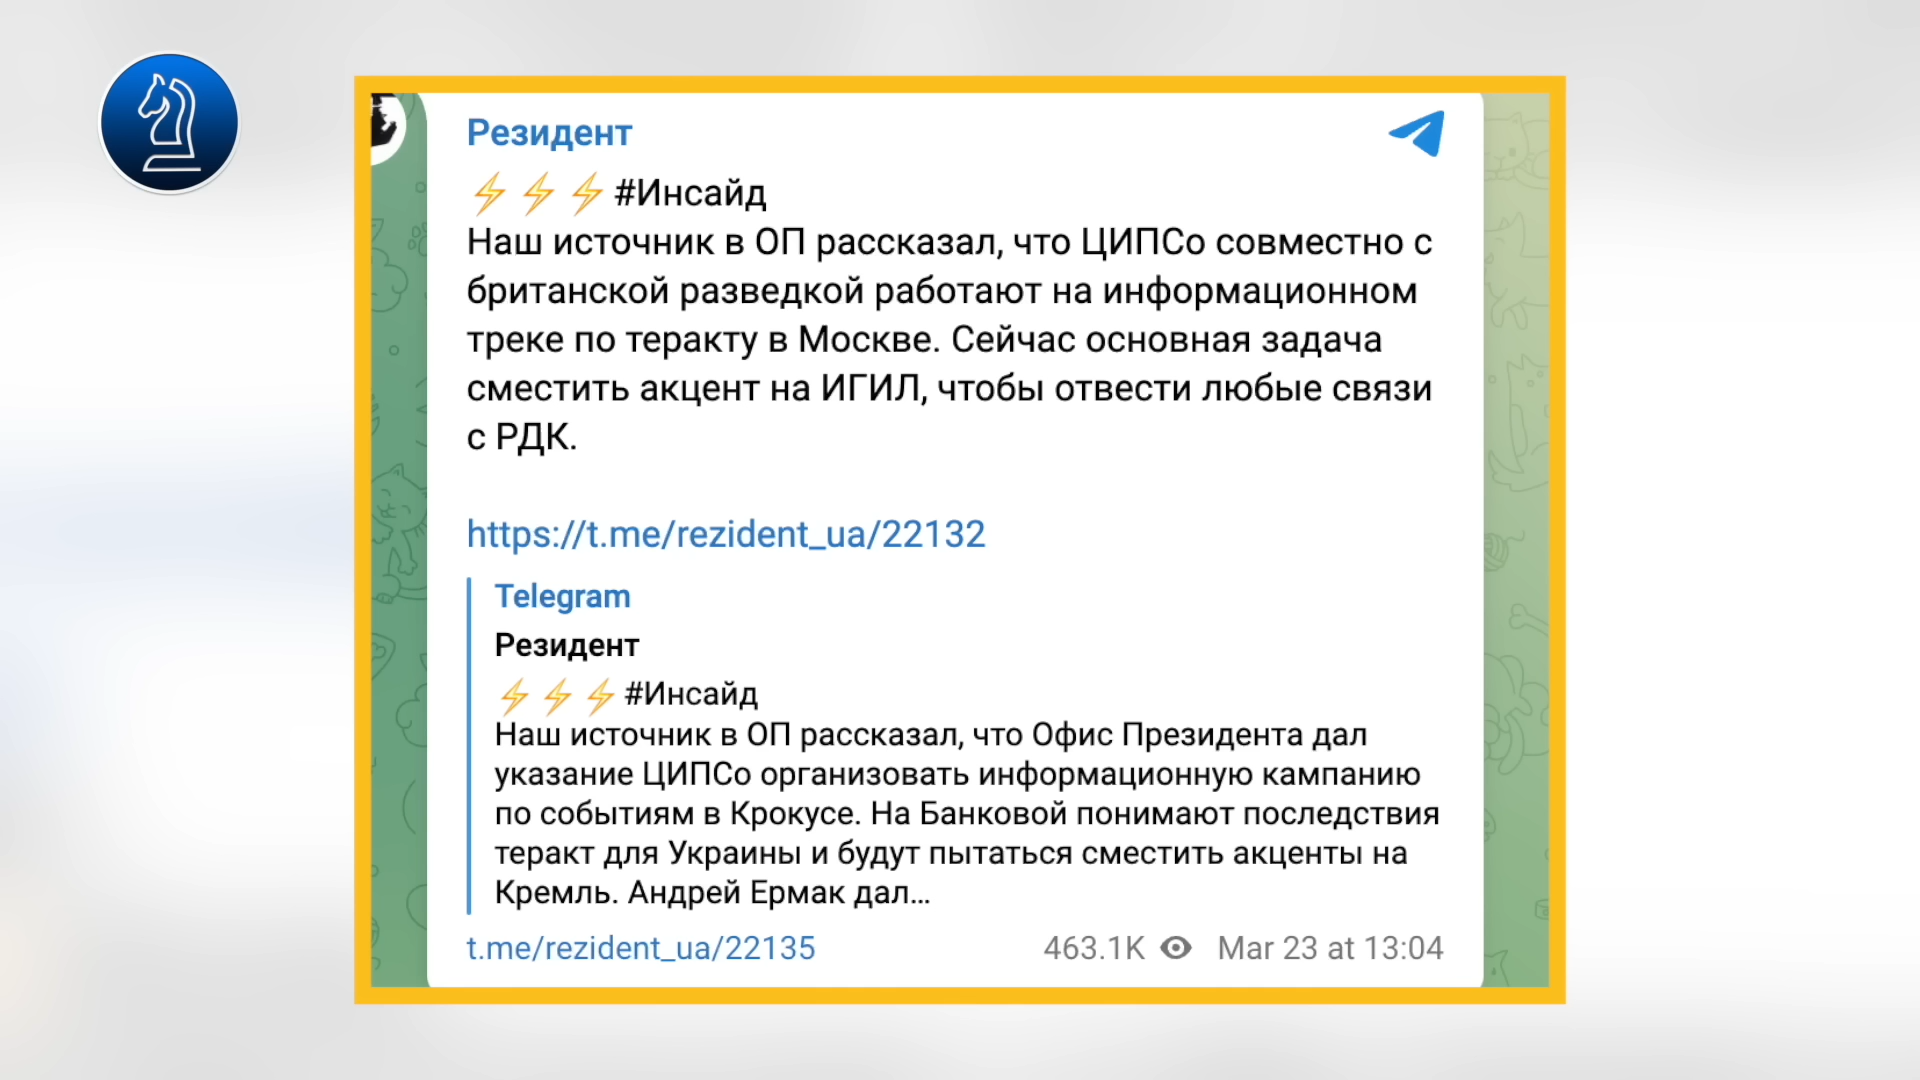 Резидент
⚡⚡⚡#Инсайд
Наш источник в ОП рассказал, что ЦИПСо совместно с
британской разведкой работают на информационном
треке по теракту в Москве. Сейчас основная задача
сместить акцент на ИГИЛ, чтобы отвести любые связи
с РДК.
https://t.me/rezident_ua/22132
Telegram
Резидент
⚡⚡⚡#Инсайд
Наш источник в ОП рассказал, что Офис Президента дал
указание ЦИПСо организовать информационную кампанию
по событиям в Крокусе. На Банковой понимают последствия
теракт для Украины и будут пытаться сместить акценты на
Кремль. Андрей Ермак дал...
t.me/rezident_ua/22135 463.1K Mar 23 at 13:04